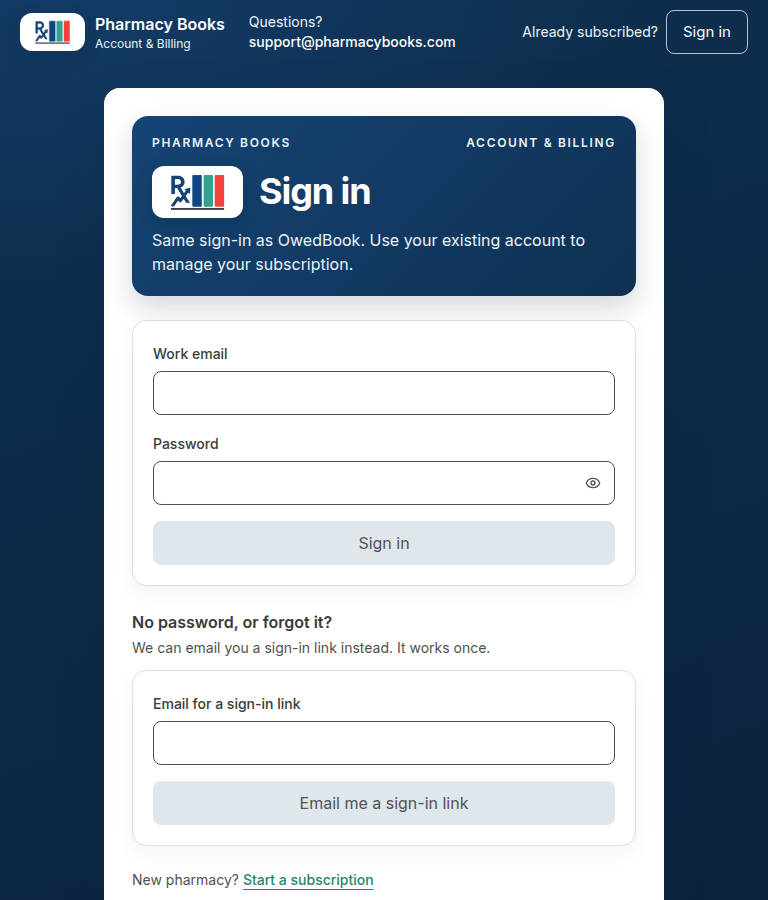 Pharmacy Books
Account & Billing
Questions?
support@pharmacybooks.com
Already subscribed?
Sign in
PHARMACY BOOKS
ACCOUNT & BILLING
Sign in
Same sign-in as OwedBook. Use your existing account to
manage your subscription.
Work email
Password
Sign in
No password, or forgot it?
We can email you a sign-in link instead. It works once.
Email for a sign-in link
Email me a sign-in link
New pharmacy? Start a subscription